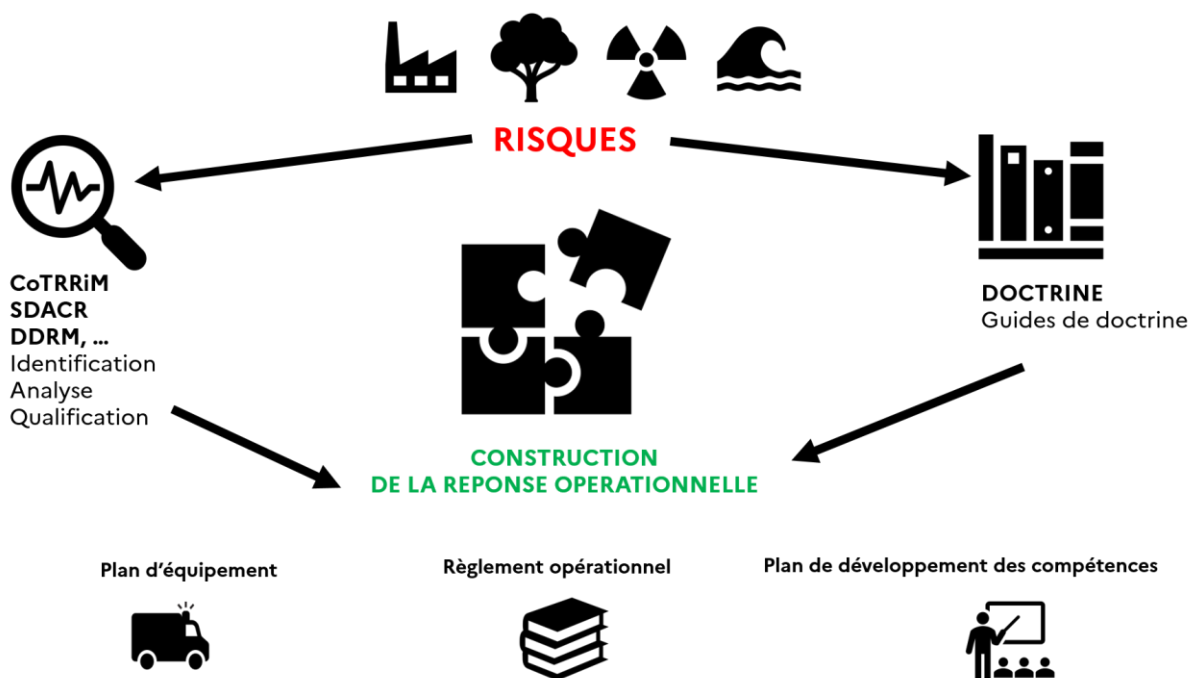 RISQUES
CoTRRiM
SDACR
DDRM, ...
Identification
Analyse
Qualification
DOCTRINE
Guides de doctrine
CONSTRUCTION
DE LA REPONSE OPERATIONNELLE
Plan d'équipement
Règlement opérationnel
Plan de développement des compétences